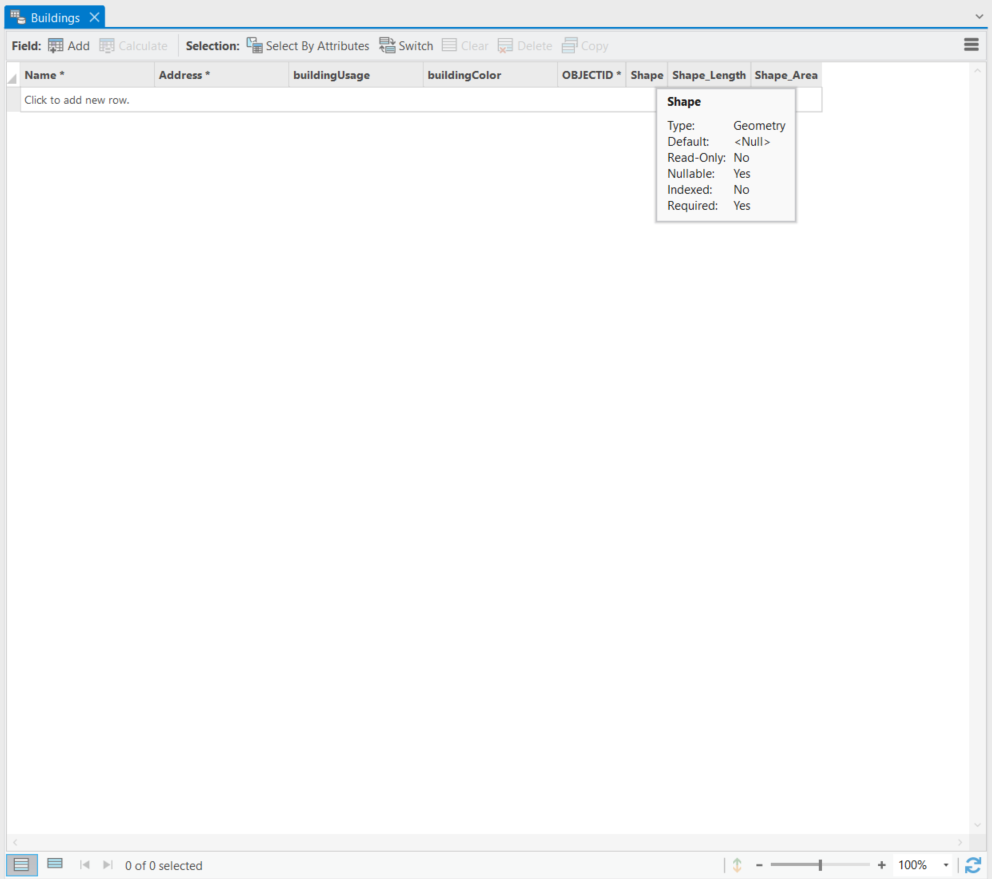 Buildings
Field: Add Calculate Selection: Select By Attributes Switch Clear Delete Copy
Name * Address * buildingUsage buildingColor OBJECTID * Shape Shape_Length Shape_Area
Click to add new row.
Shape
Type: Geometry
Default: <Null>
Read-Only: No
Nullable: Yes
Indexed: No
Required: Yes
0 of 0 selected
100%